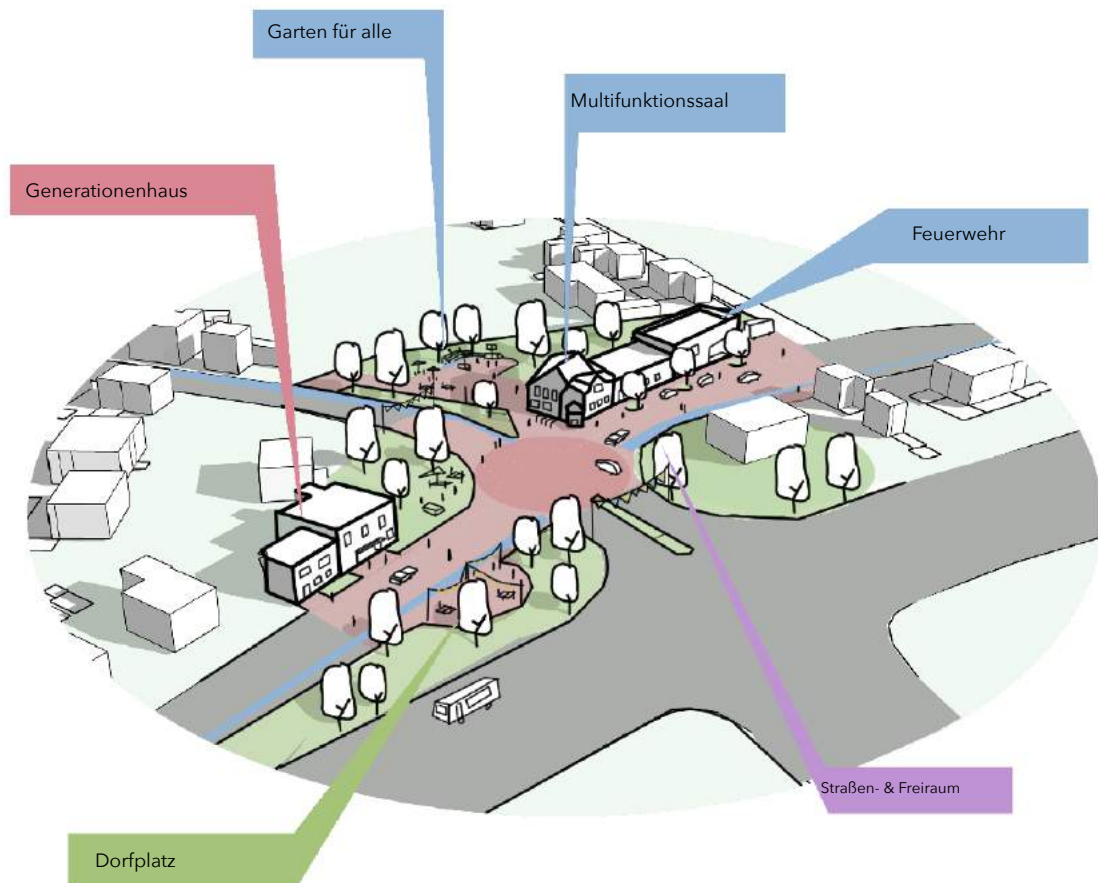 Garten für alle
Multifunktionssaal
Generationenhaus
Feuerwehr
Straßen- & Freiraum
Dorfplatz